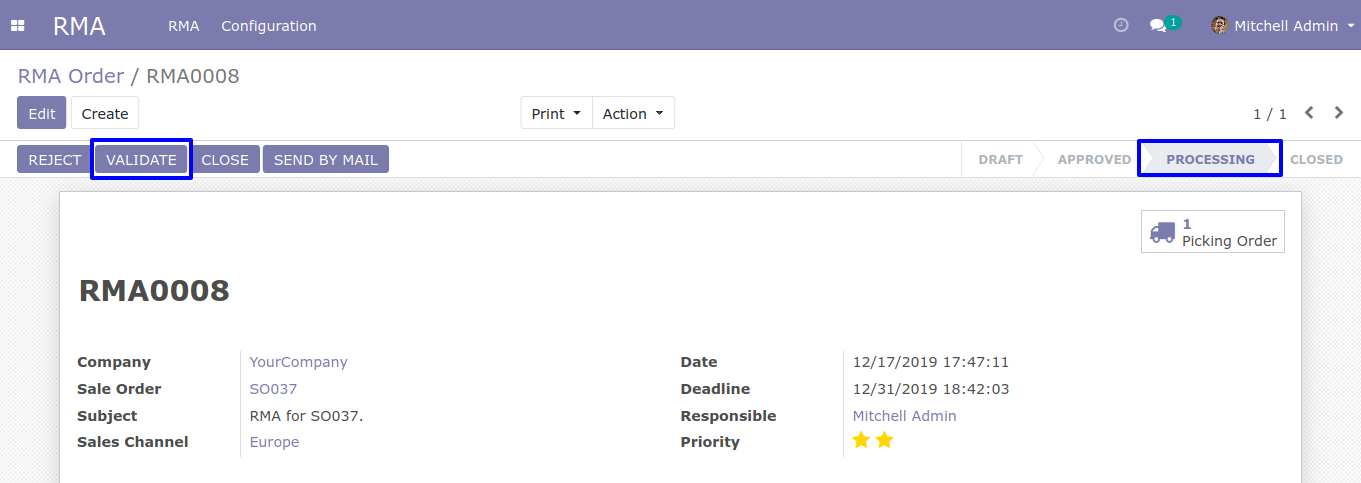 RMA RMA Configuration 1 Mitchell Admin
RMA Order / RMA0008
Edit Create Print Action 1 / 1
REJECT VALIDATE CLOSE SEND BY MAIL DRAFT APPROVED PROCESSING CLOSED
1
Picking Order
RMA0008
Company YourCompany Date 12/17/2019 17:47:11
Sale Order SO037 Deadline 12/31/2019 18:42:03
Subject RMA for SO037. Responsible Mitchell Admin
Sales Channel Europe Priority